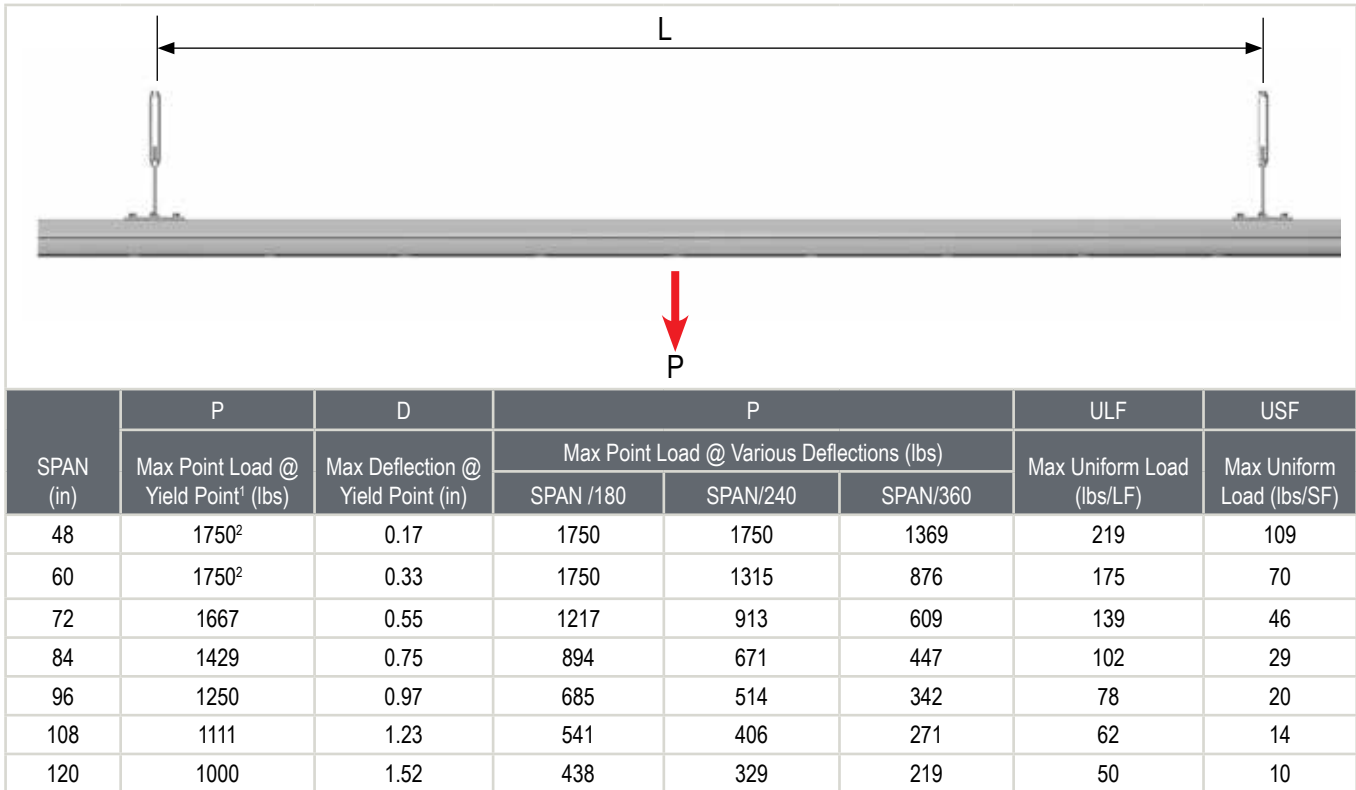 L
P
P D P ULF USF
SPAN (in) Max Point Load @ Yield Point¹ (lbs) Max Deflection @ Yield Point (in) Max Point Load @ Various Deflections (lbs) Max Uniform Load (lbs/LF) Max Uniform Load (lbs/SF)
SPAN /180 SPAN/240 SPAN/360
48 1750² 0.17 1750 1750 1369 219 109
60 1750² 0.33 1750 1315 876 175 70
72 1667 0.55 1217 913 609 139 46
84 1429 0.75 894 671 447 102 29
96 1250 0.97 685 514 342 78 20
108 1111 1.23 541 406 271 62 14
120 1000 1.52 438 329 219 50 10